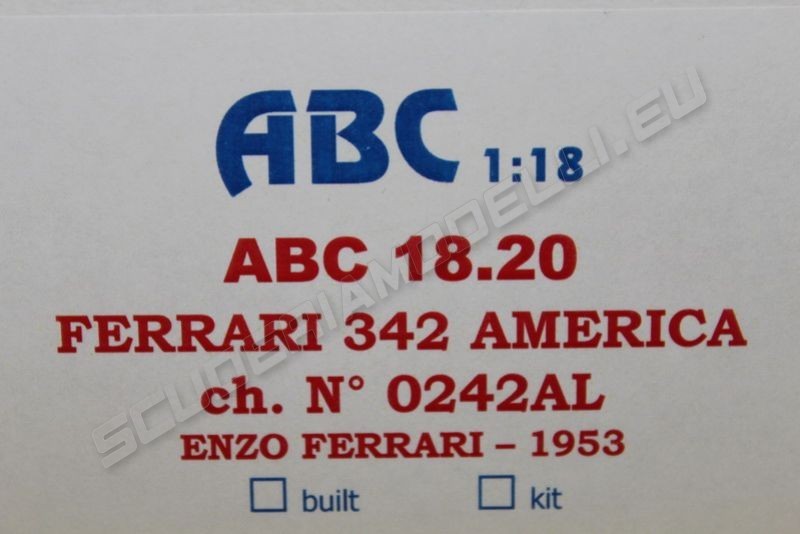 ABC 1:18
ABC 18.20
FERRARI 342 AMERICA
ch. N° 0242AL
ENZO FERRARI – 1953
built kit
SCUDERIAMODELLI.EU